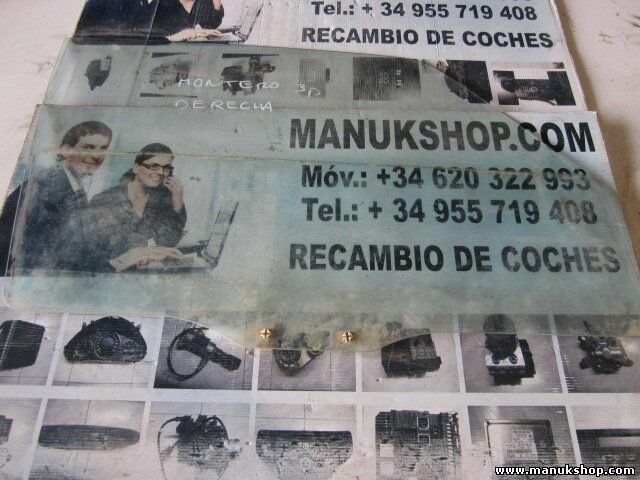 Tel.: + 34 955 719 408
RECAMBIO DE COCHES
MONTERO 3P
DERECHA
MANUKSHOP.COM
Móv.: +34 620 322 993
Tel.: + 34 955 719 408
RECAMBIO DE COCHES
www.manukshop.com